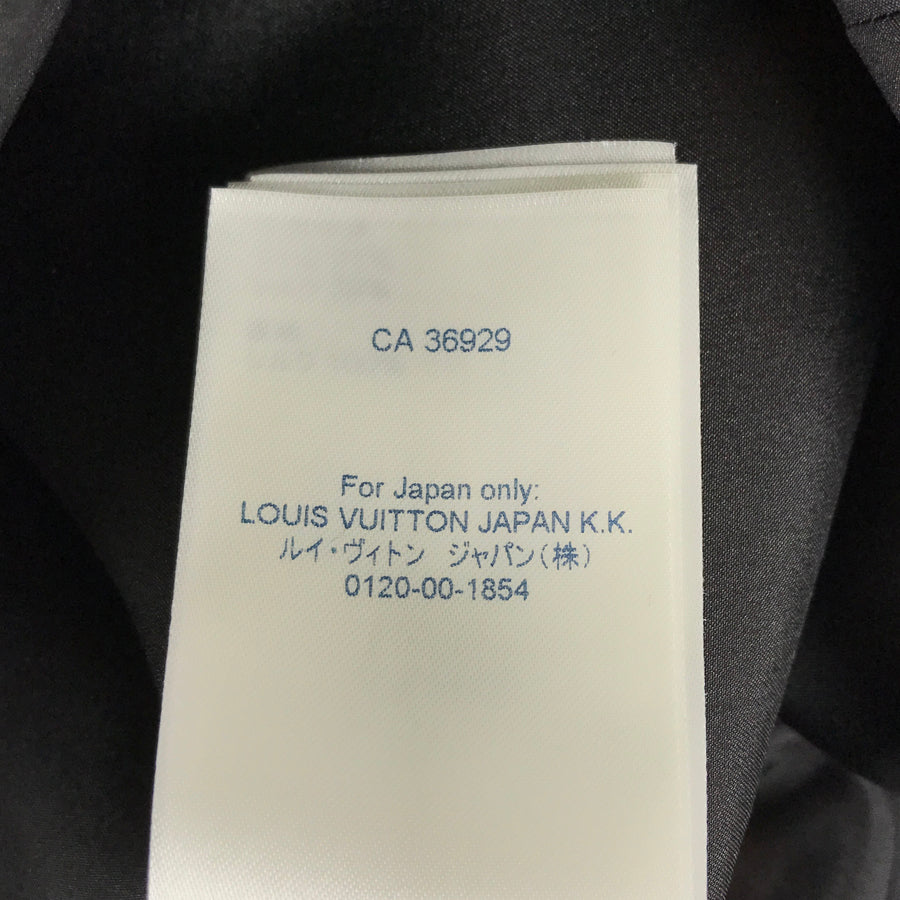 CA 36929
For Japan only:
LOUIS VUITTON JAPAN K.K.
ルイ・ヴィトン　ジャパン(株)
0120-00-1854